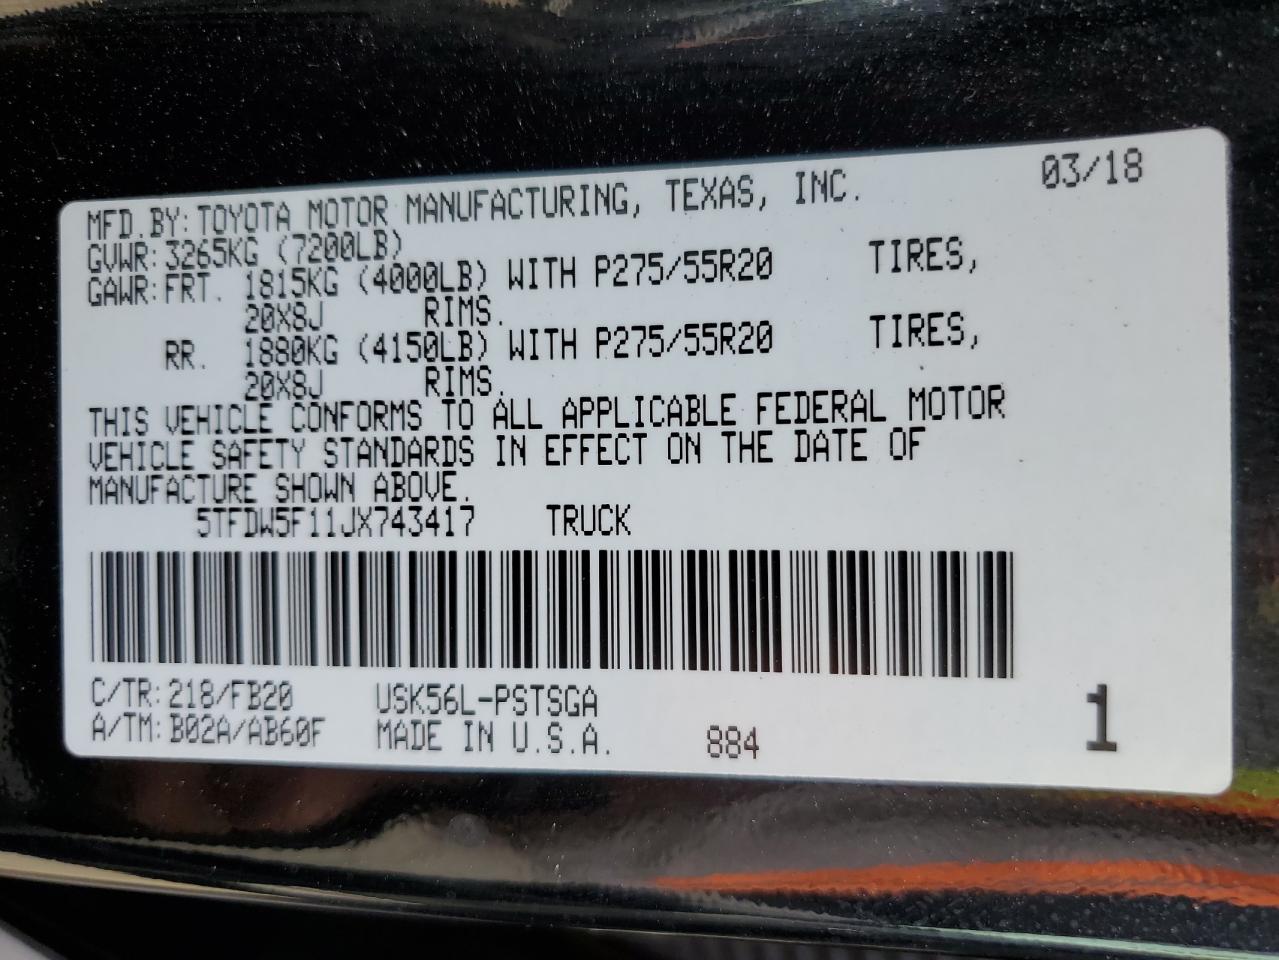 03/18
MFD.BY: TOYOTA MOTOR MANUFACTURING, TEXAS, INC.
GVWR: 3265KG (7200LB)
GAWR: FRT. 1815KG (4000LB) WITH P275/55R20 TIRES,
20X8J RIMS.
RR. 1880KG (4150LB) WITH P275/55R20 TIRES,
20X8J RIMS.
THIS VEHICLE CONFORMS TO ALL APPLICABLE FEDERAL MOTOR
VEHICLE SAFETY STANDARDS IN EFFECT ON THE DATE OF
MANUFACTURE SHOWN ABOVE.
5TFDW5F11JX743417 TRUCK
C/TR: 218/FB20 USK56L-PSTSGA
A/TM: B02A/AB60F MADE IN U.S.A. 884
1